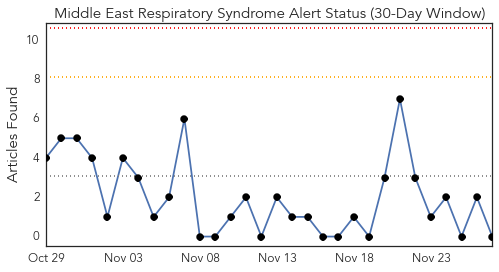 Middle East Respiratory Syndrome Alert Status (30-Day Window)
10
8
6
4
2
0
Articles Found
Oct 29 Nov 03 Nov 08 Nov 13 Nov 18 Nov 23